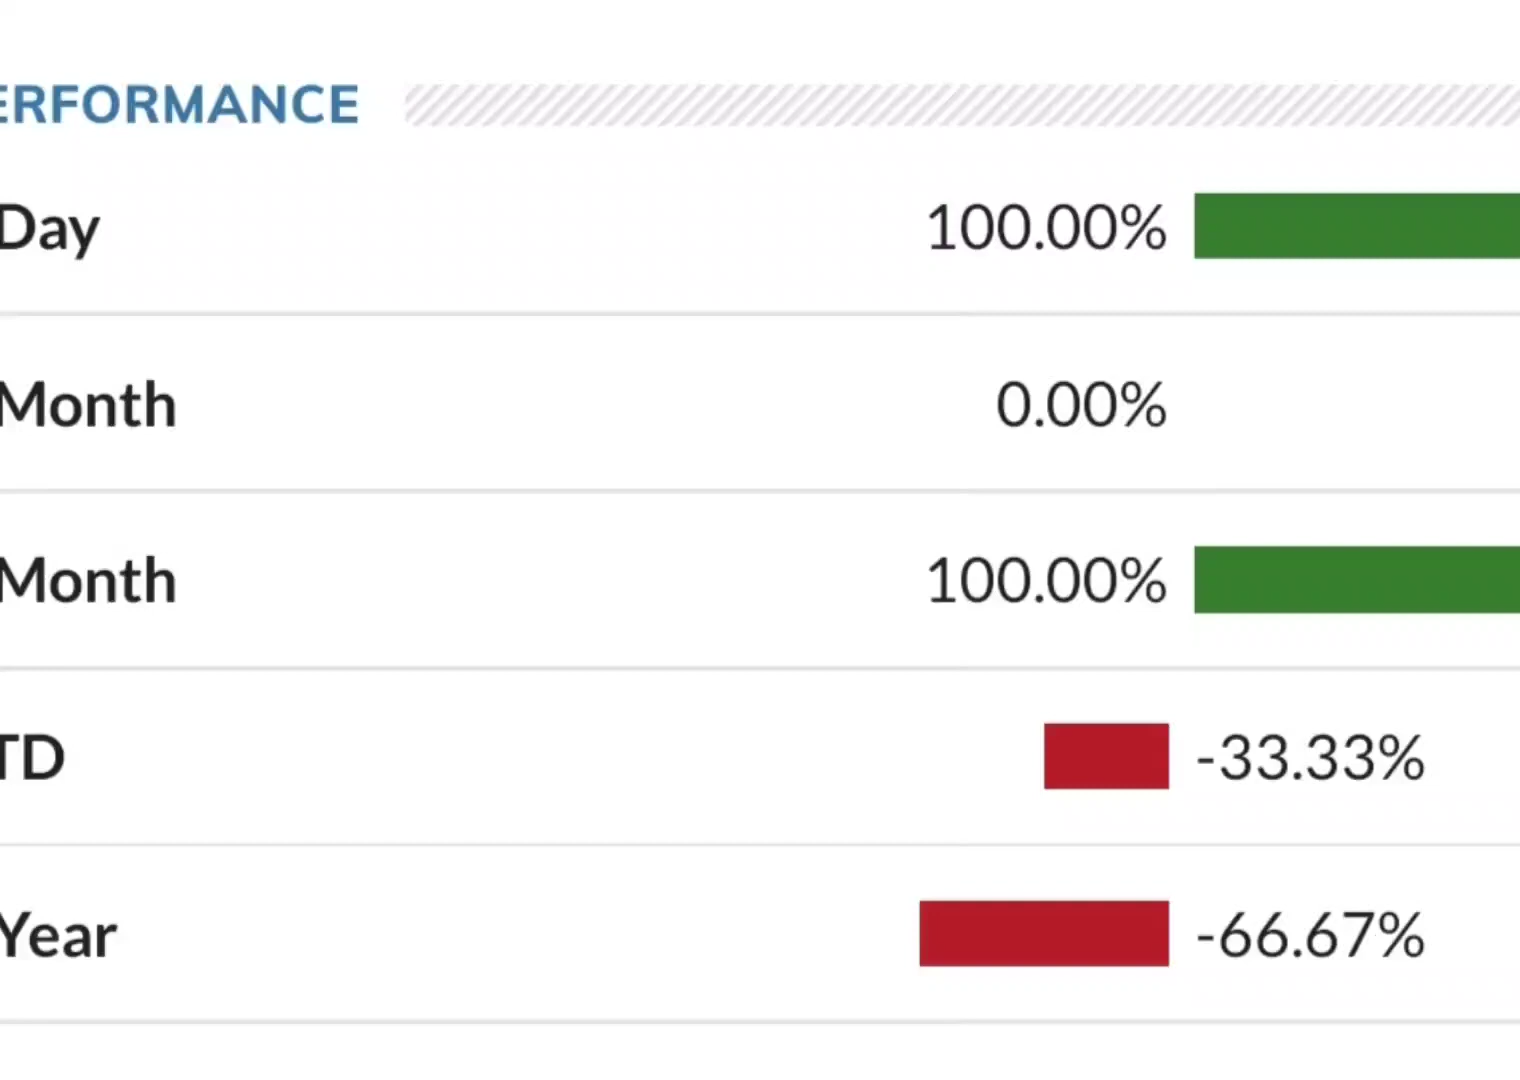 ERFORMANCE
Day 100.00%
Month 0.00%
Month 100.00%
TD -33.33%
Year -66.67%